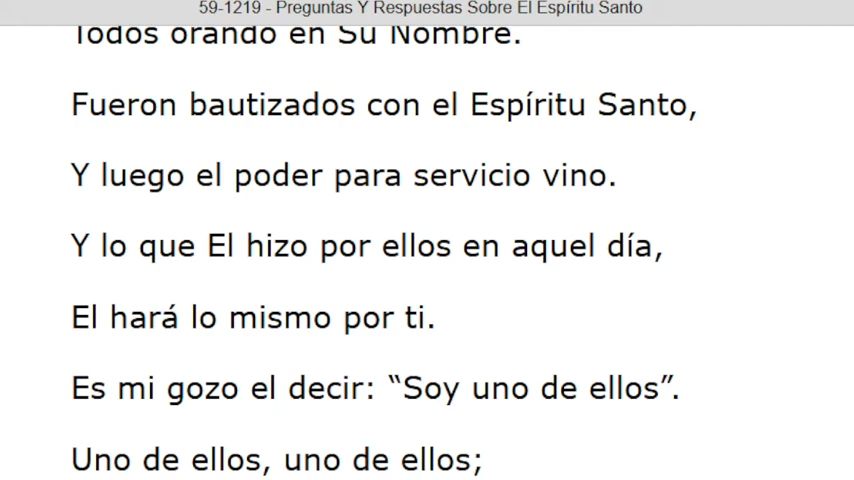 59-1219 - Preguntas Y Respuestas Sobre El Espíritu Santo
Todos orando en Su Nombre.
Fueron bautizados con el Espíritu Santo,
Y luego el poder para servicio vino.
Y lo que El hizo por ellos en aquel día,
El hará lo mismo por ti.
Es mi gozo el decir: “Soy uno de ellos”.
Uno de ellos, uno de ellos;